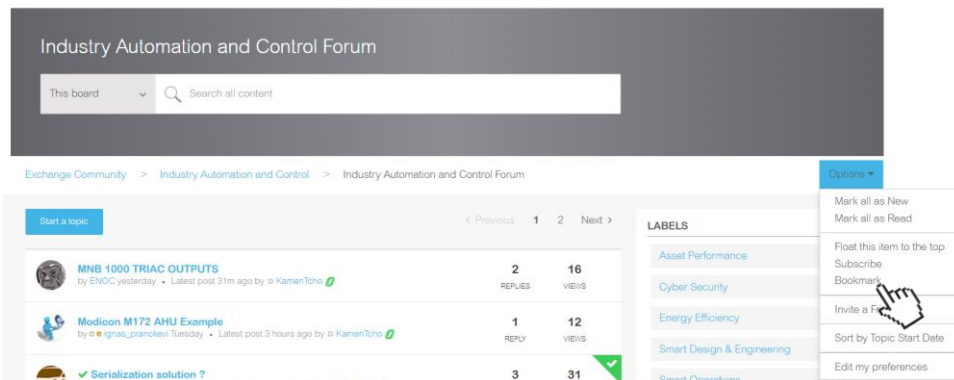 Industry Automation and Control Forum
This board
Search all content
Exchange Community > Industry Automation and Control > Industry Automation and Control Forum
Options
Start a topic
< Previous 1 2 Next >
MNB 1000 TRIAC OUTPUTS
by ENOC yesterday • Latest post 31m ago by KamenTcho
2
REPLIES
16
VIEWS
Modicon M172 AHU Example
by ignas_pranckevi Tuesday • Latest post 3 hours ago by KamenTcho
1
REPLY
12
VIEWS
Serialization solution ?
3
31
LABELS
Asset Performance
Cyber Security
Energy Efficiency
Smart Design & Engineering
Smart Operations
Mark all as New
Mark all as Read
Float this item to the top
Subscribe
Bookmark
Invite a
Sort by Topic Start Date
Edit my preferences